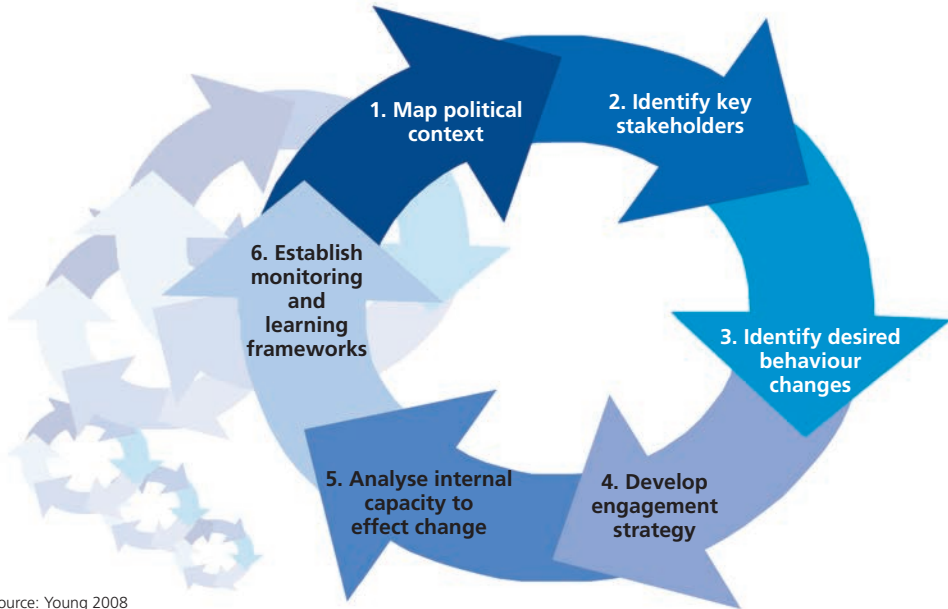 1. Map political
context
2. Identify key
stakeholders
3. Identify desired
behaviour
changes
4. Develop
engagement
strategy
5. Analyse internal
capacity to
effect change
6. Establish
monitoring
and
learning
frameworks
ource: Young 2008